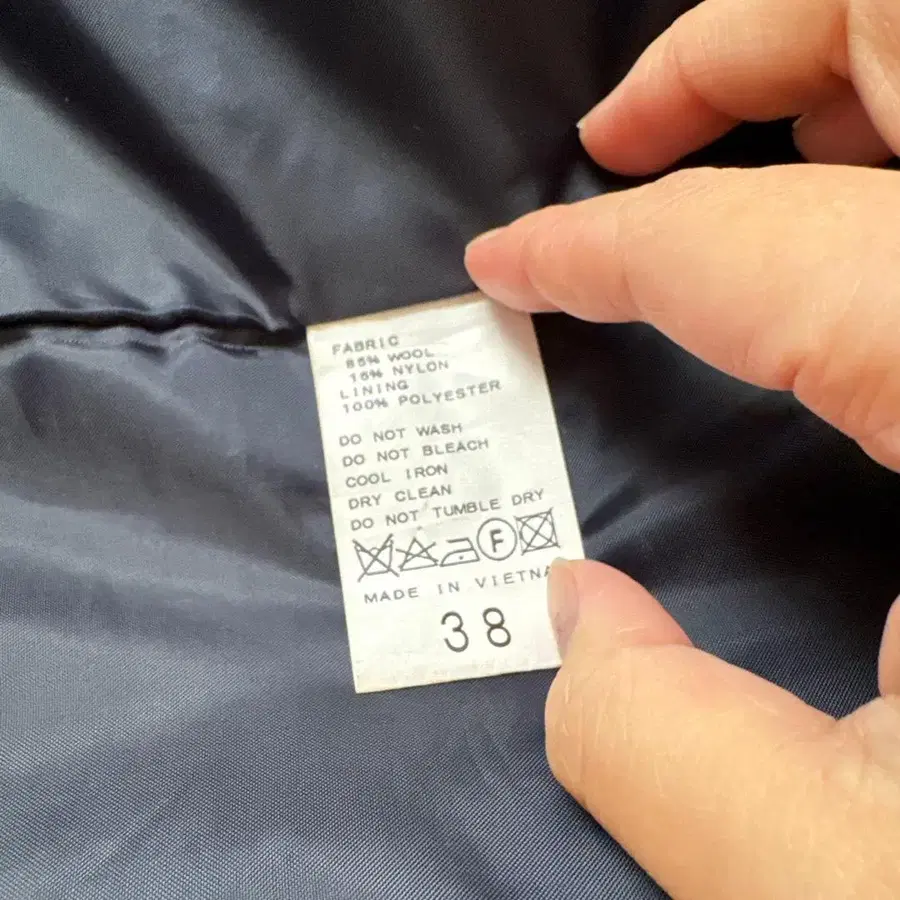 FABRIC
85% WOOL
15% NYLON
LINING
100% POLYESTER
DO NOT WASH
DO NOT BLEACH
COOL IRON
DRY CLEAN
DO NOT TUMBLE DRY
F
MADE IN VIETNA
38